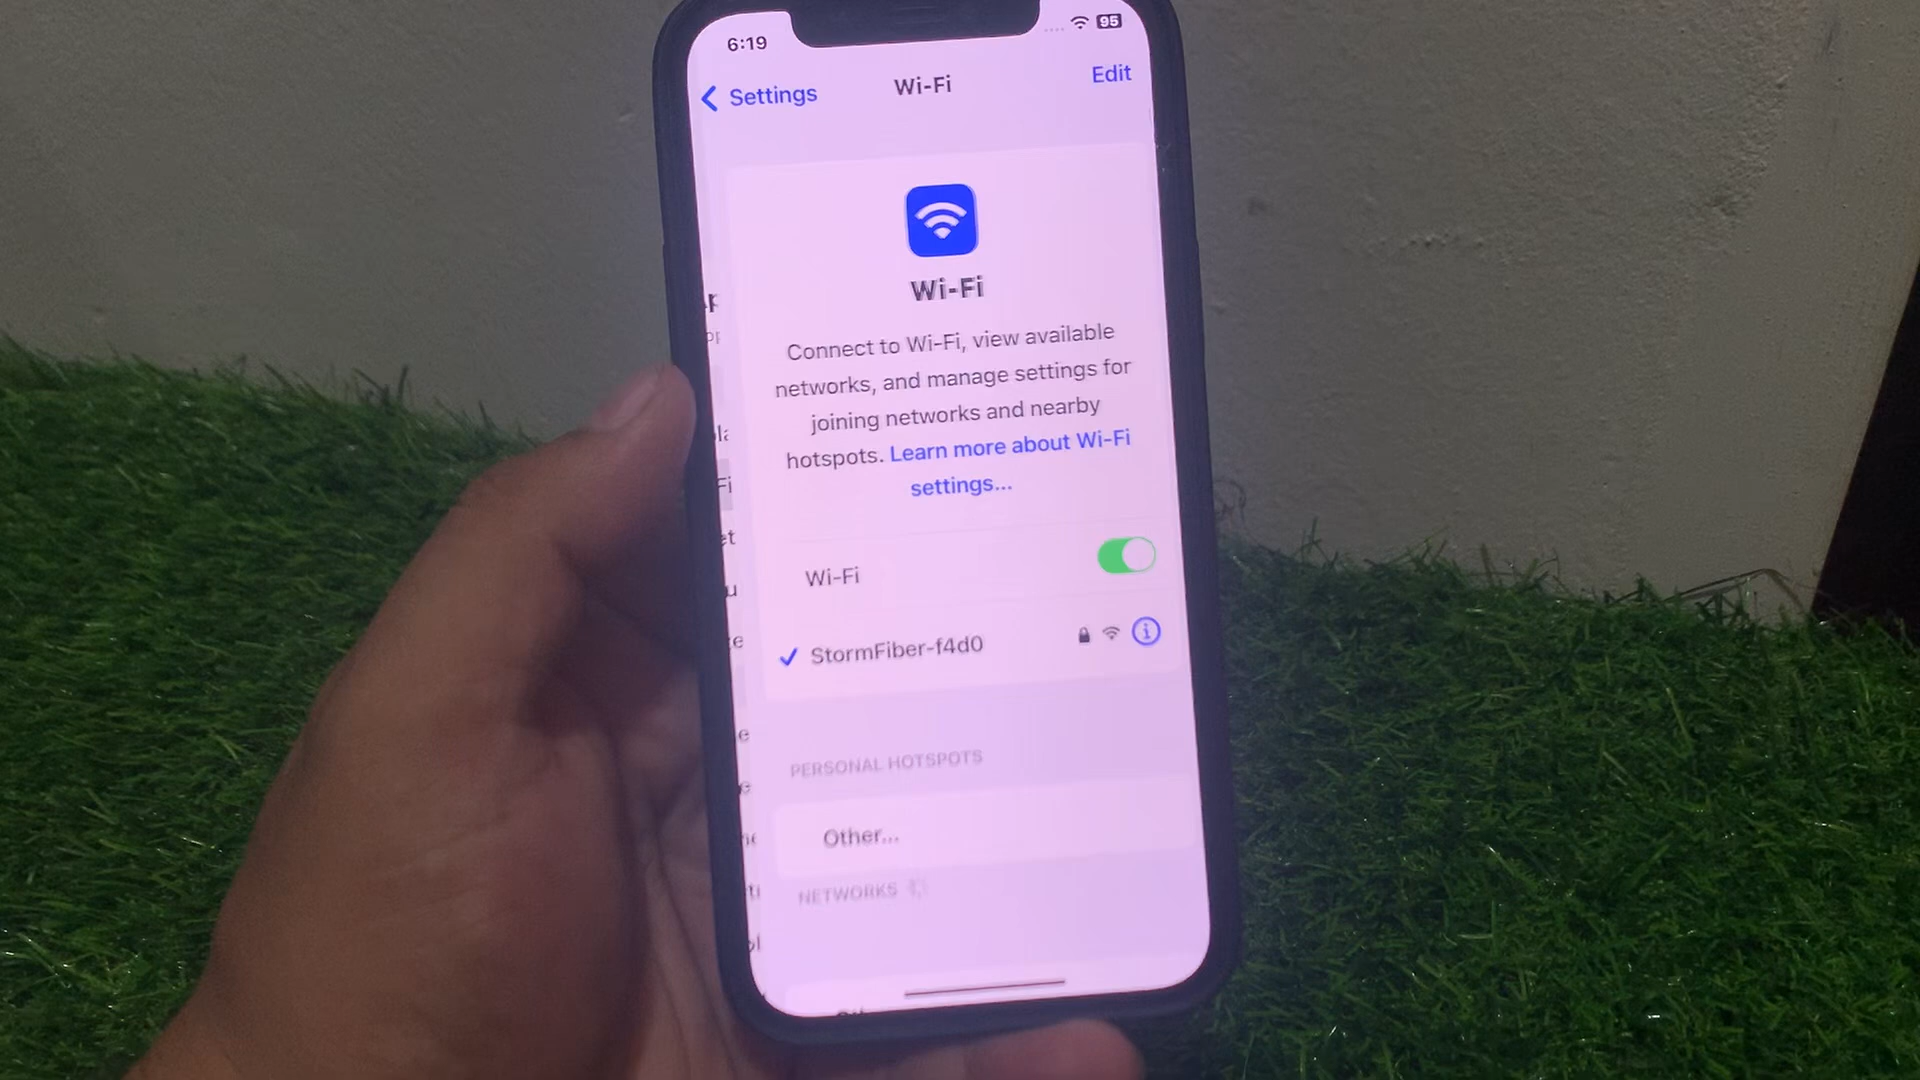 6:19
95
Settings
Wi-Fi
Edit
Wi-Fi
Connect to Wi-Fi, view available
networks, and manage settings for
joining networks and nearby
hotspots. Learn more about Wi-Fi
settings...
Wi-Fi
StormFiber-f4d0
PERSONAL HOTSPOTS
Other...
NETWORKS